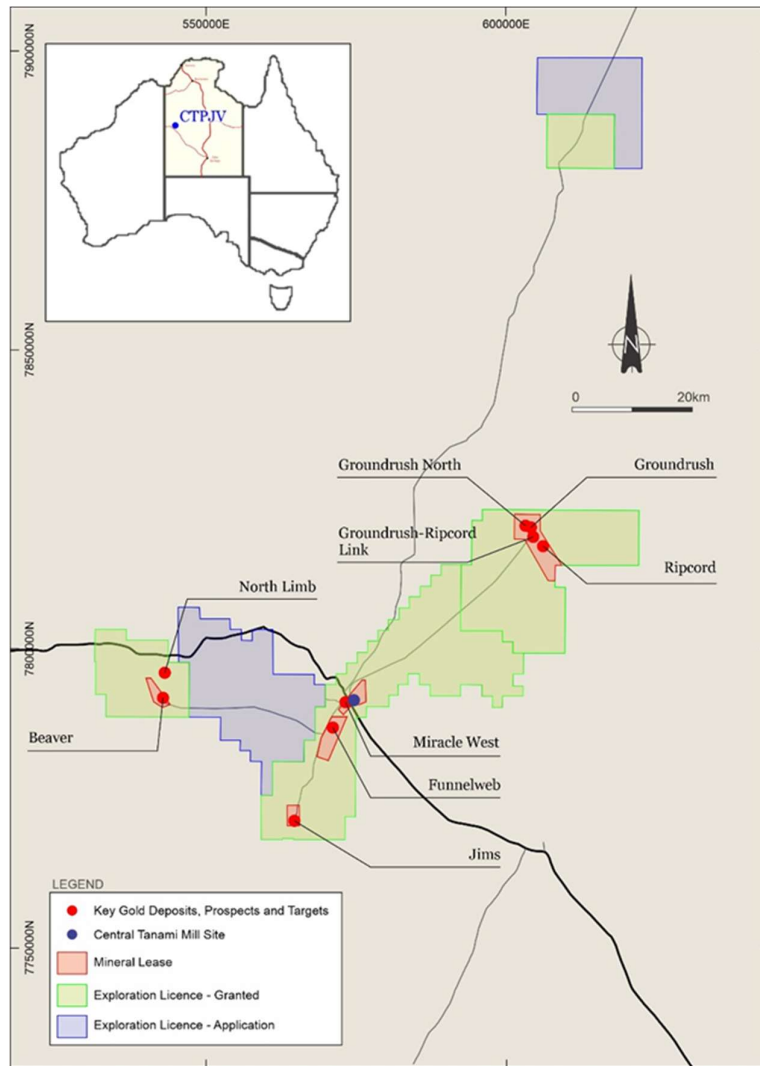 550000E
600000E
7900000N
CTPJV
7850000N
N
0
20km
Groundrush North
Groundrush
Groundrush-Ripcord
Link
Ripcord
North Limb
7800000N
Beaver
Miracle West
Funnelweb
Jims
LEGEND
Key Gold Deposits, Prospects and Targets
Central Tanami Mill Site
Mineral Lease
Exploration Licence - Granted
Exploration Licence - Application
7750000N